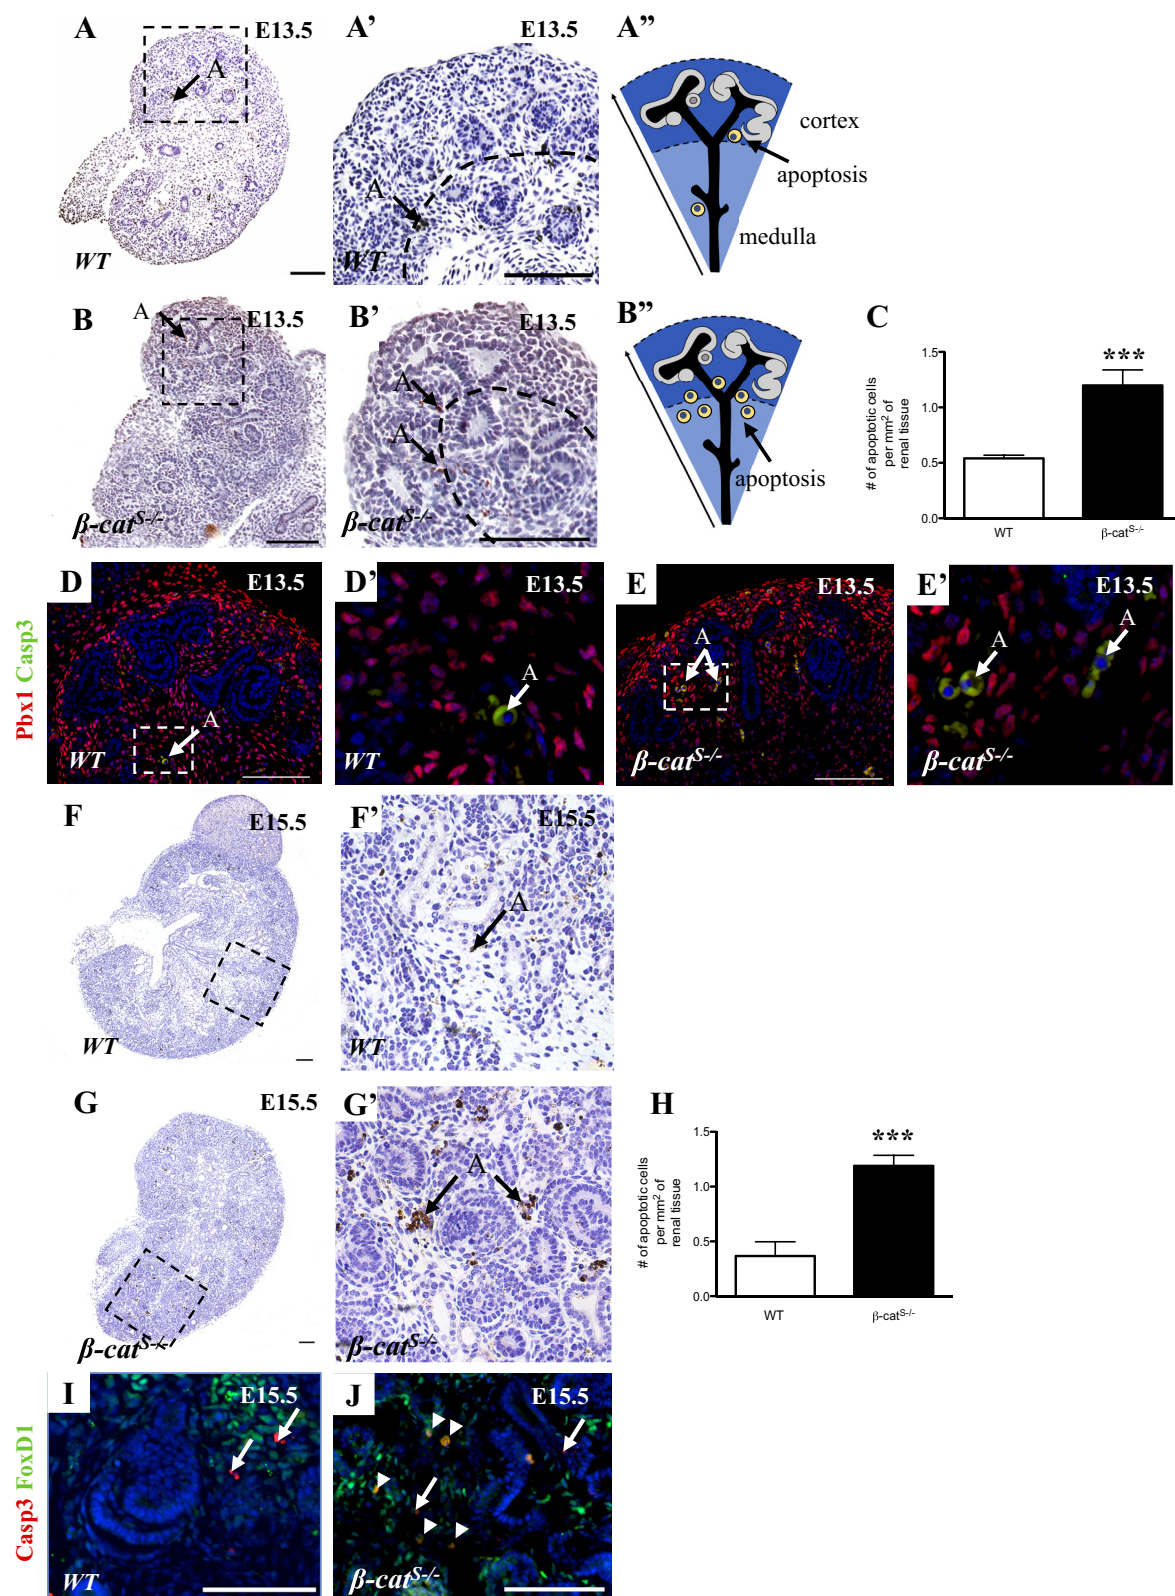 A
E13.5
A
WT
A’
E13.5
A
WT
A”
cortex
apoptosis
medulla
B
A
E13.5
β-cat^S-/-
B’
E13.5
A
A
β-cat^S-/-
B”
apoptosis
C
# of apoptotic cells
per mm² of
renal tissue
1.5
1.0
0.5
0.0
***
WT
β-cat^S-/-
Pbx1 Casp3
D
E13.5
A
WT
D’
E13.5
A
WT
E
E13.5
A
β-cat^S-/-
E’
E13.5
A
A
β-cat^S-/-
F
E15.5
WT
F’
E15.5
A
WT
G
E15.5
β-cat^S-/-
G’
A
β-cat^S-/-
H
# of apoptotic cells
per mm² of
renal tissue
1.5
1.0
0.5
0.0
***
WT
β-cat^S-/-
Casp3 FoxD1
I
E15.5
WT
J
E15.5
β-cat^S-/-